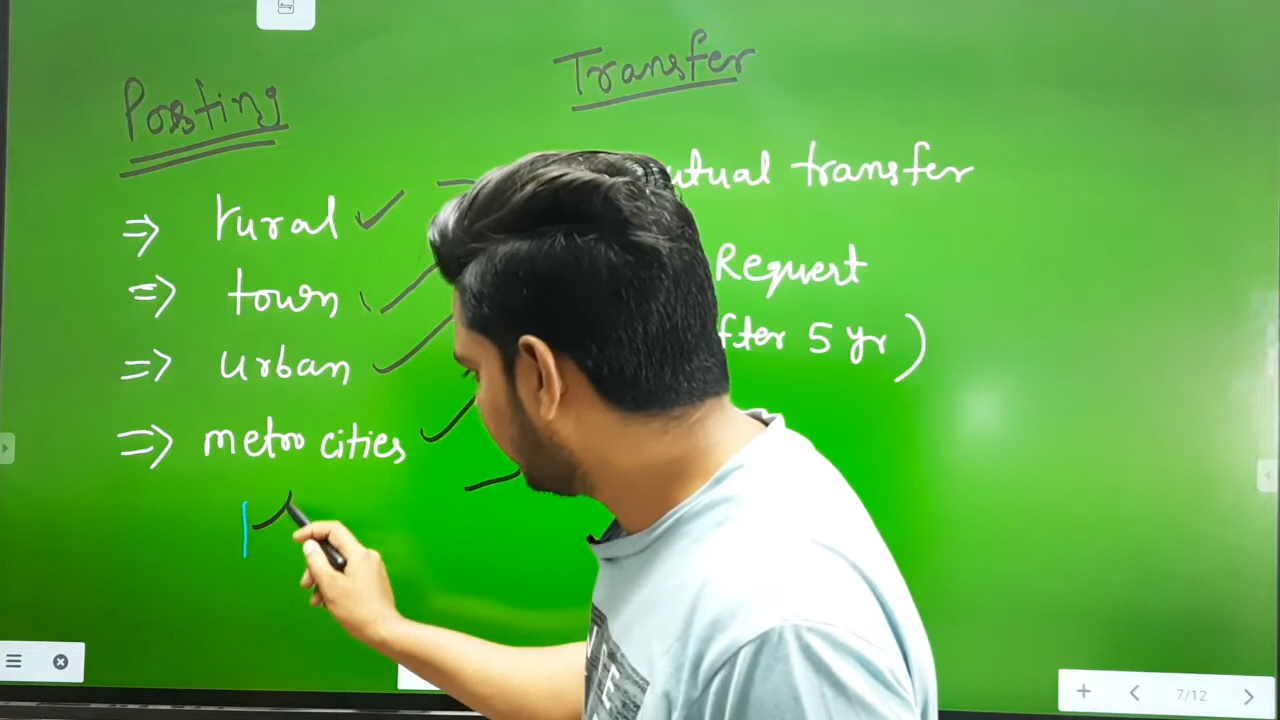 Posting
⇒ rural ✓
⇒ town ✓
⇒ urban ✓
⇒ metro cities ✓
Transfer
utual transfer
Request
fter 5 yr)
7/12